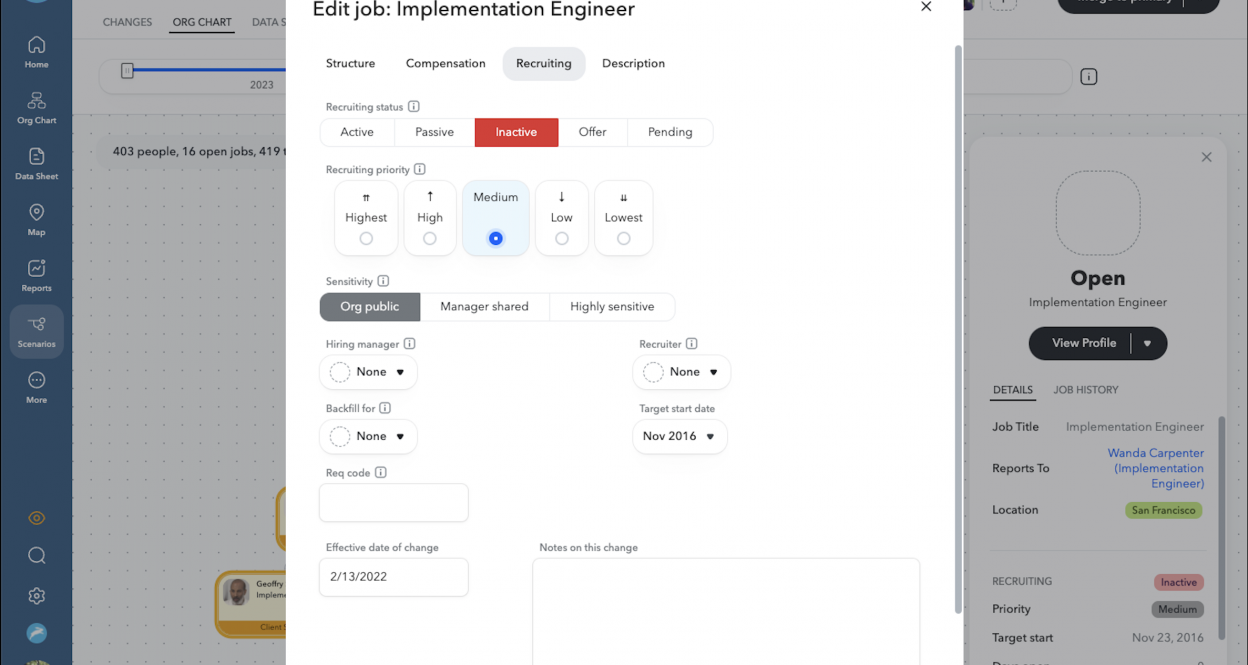 Edit job: Implementation Engineer
CHANGES
ORG CHART
DATA S
Home
Org Chart
Data Sheet
Map
Reports
Scenarios
More
2023
403 people, 16 open jobs, 419 t
Structure
Compensation
Recruiting
Description
Recruiting status
Active
Passive
Inactive
Offer
Pending
Recruiting priority
Highest
High
Medium
Low
Lowest
Sensitivity
Org public
Manager shared
Highly sensitive
Hiring manager
None
Recruiter
None
Backfill for
None
Target start date
Nov 2016
Req code
Effective date of change
2/13/2022
Notes on this change
Geoffry
Impleme
Client S
Open
Implementation Engineer
View Profile
DETAILS
JOB HISTORY
Job Title
Implementation Engineer
Reports To
Wanda Carpenter
(Implementation
Engineer)
Location
San Francisco
RECRUITING
Inactive
Priority
Medium
Target start
Nov 23, 2016